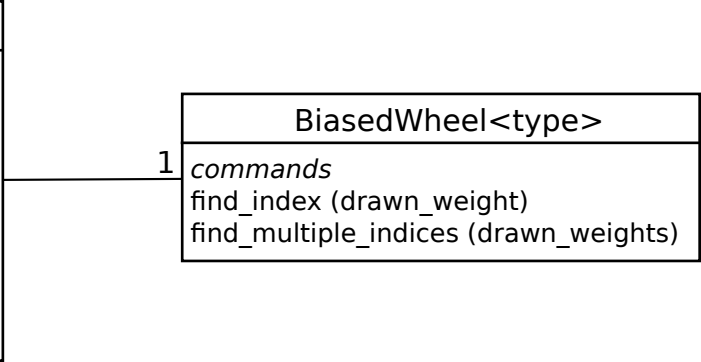 BiasedWheel<type>
1
commands
find_index (drawn_weight)
find_multiple_indices (drawn_weights)